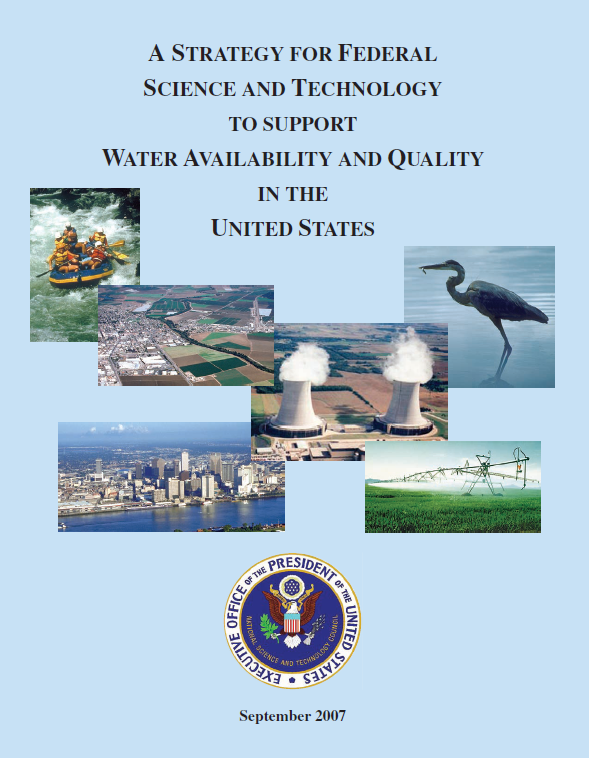 A STRATEGY FOR FEDERAL
SCIENCE AND TECHNOLOGY
TO SUPPORT
WATER AVAILABILITY AND QUALITY
IN THE
UNITED STATES
EXECUTIVE OFFICE OF THE PRESIDENT OF THE UNITED STATES
NATIONAL SCIENCE AND TECHNOLOGY COUNCIL
September 2007